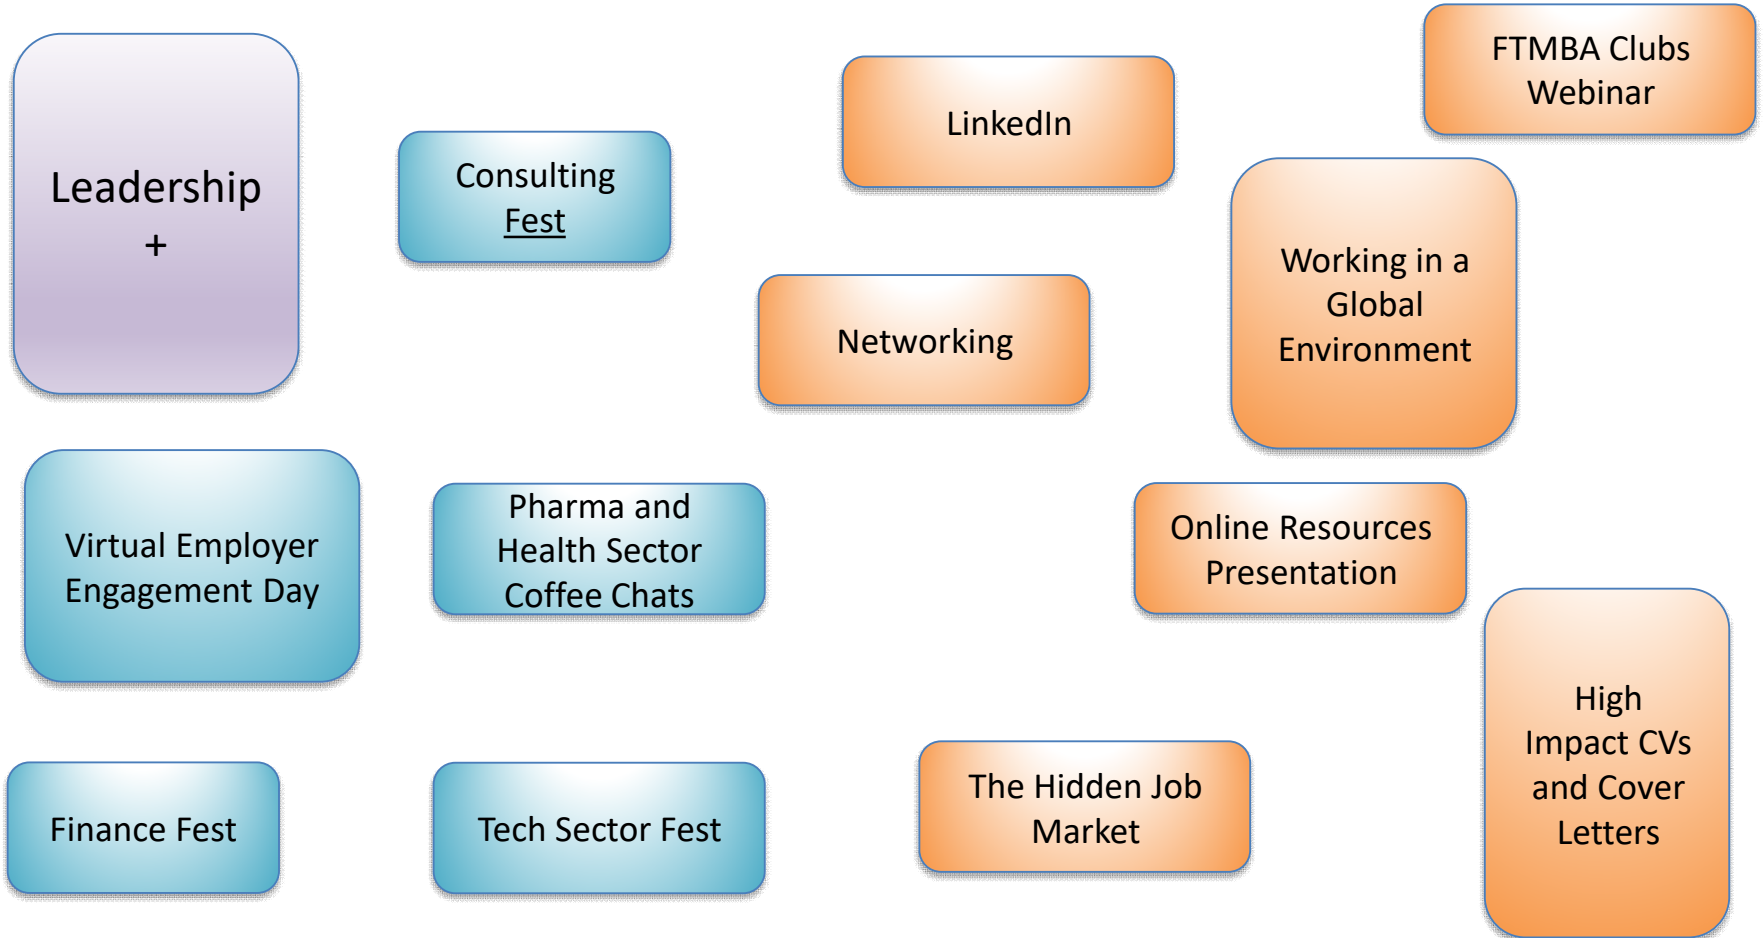 Leadership
+
Consulting
Fest
LinkedIn
FTMBA Clubs
Webinar
Networking
Working in a
Global
Environment
Virtual Employer
Engagement Day
Pharma and
Health Sector
Coffee Chats
Online Resources
Presentation
Finance Fest
Tech Sector Fest
The Hidden Job
Market
High
Impact CVs
and Cover
Letters